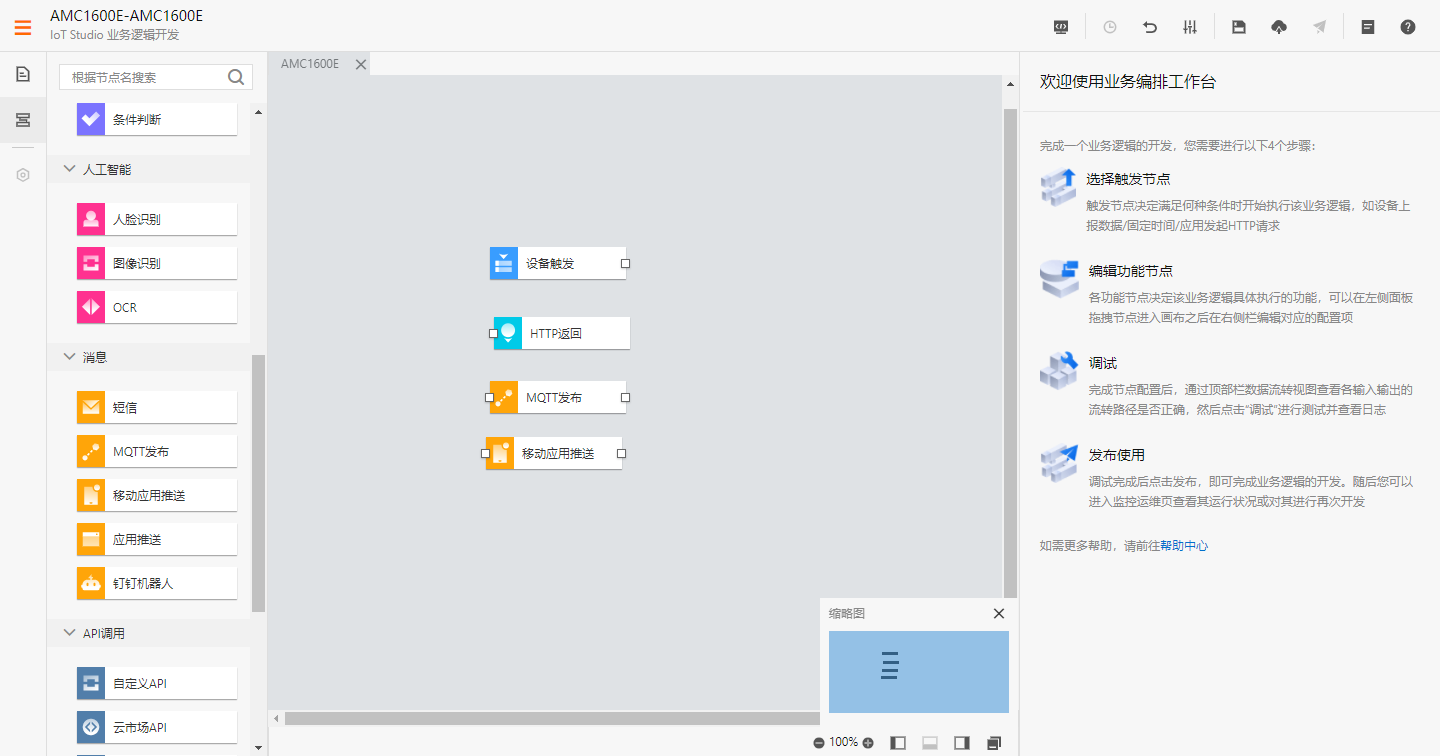 AMC1600E-AMC1600E
IoT Studio 业务逻辑开发
根据节点名搜索
条件判断
人工智能
人脸识别
图像识别
OCR
消息
短信
MQTT发布
移动应用推送
应用推送
钉钉机器人
API调用
自定义API
云市场API
AMC1600E
设备触发
HTTP返回
MQTT发布
移动应用推送
缩略图
100%
欢迎使用业务编排工作台
完成一个业务逻辑的开发，您需要进行以下4个步骤：
选择触发节点
触发节点决定满足何种条件时开始执行该业务逻辑，如设备上
报数据/固定时间/应用发起HTTP请求
编辑功能节点
各功能节点决定该业务逻辑具体执行的功能，可以在左侧面板
拖拽节点进入画布之后在右侧栏编辑对应的配置项
调试
完成节点配置后，通过顶部栏数据流转视图查看各输入输出的
流转路径是否正确，然后点击“调试”进行测试并查看日志
发布使用
调试完成后点击发布，即可完成业务逻辑的开发。随后您可以
进入监控运维页查看其运行状况或对其进行再次开发
如需更多帮助，请前往帮助中心